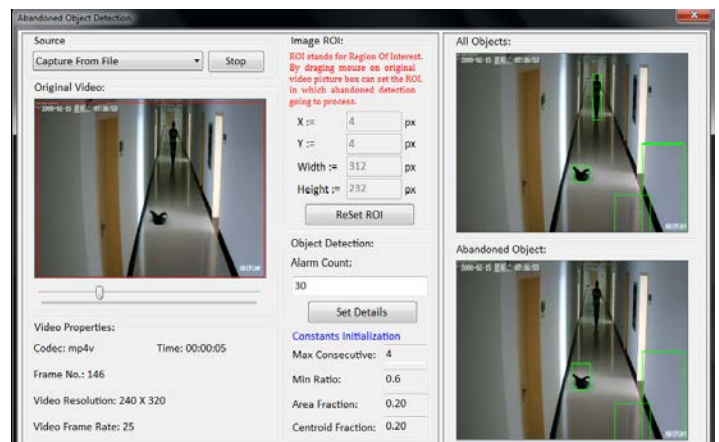 Abandoned Object Detection
Source
Capture From File
Stop
Original Video:
Video Properties:
Codec: mp4v Time: 00:00:05
Frame No.: 146
Video Resolution: 240 X 320
Video Frame Rate: 25
Image ROI:
ROI stands for Region Of Interest.
By draging mouse on original
video picture box can set the ROI,
in which abandoned detection
going to process.
X := 4 px
Y := 4 px
Width := 312 px
Height := 232 px
ReSet ROI
Object Detection:
Alarm Count:
30
Set Details
Constants Initialization
Max Consecutive: 4
Min Ratio: 0.6
Area Fraction: 0.20
Centroid Fraction: 0.20
All Objects:
Abandoned Object: